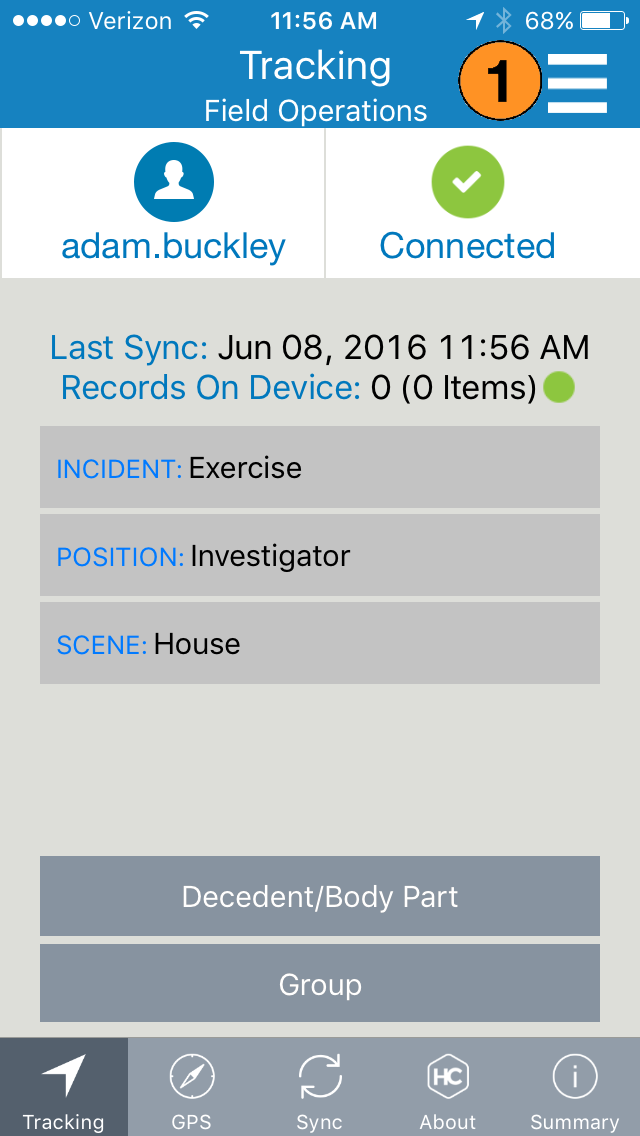 Verizon 11:56 AM 68%
Tracking
Field Operations
1
adam.buckley
Connected
Last Sync: Jun 08, 2016 11:56 AM
Records On Device: 0 (0 Items)
INCIDENT: Exercise
POSITION: Investigator
SCENE: House
Decedent/Body Part
Group
HC
Tracking GPS Sync About Summary